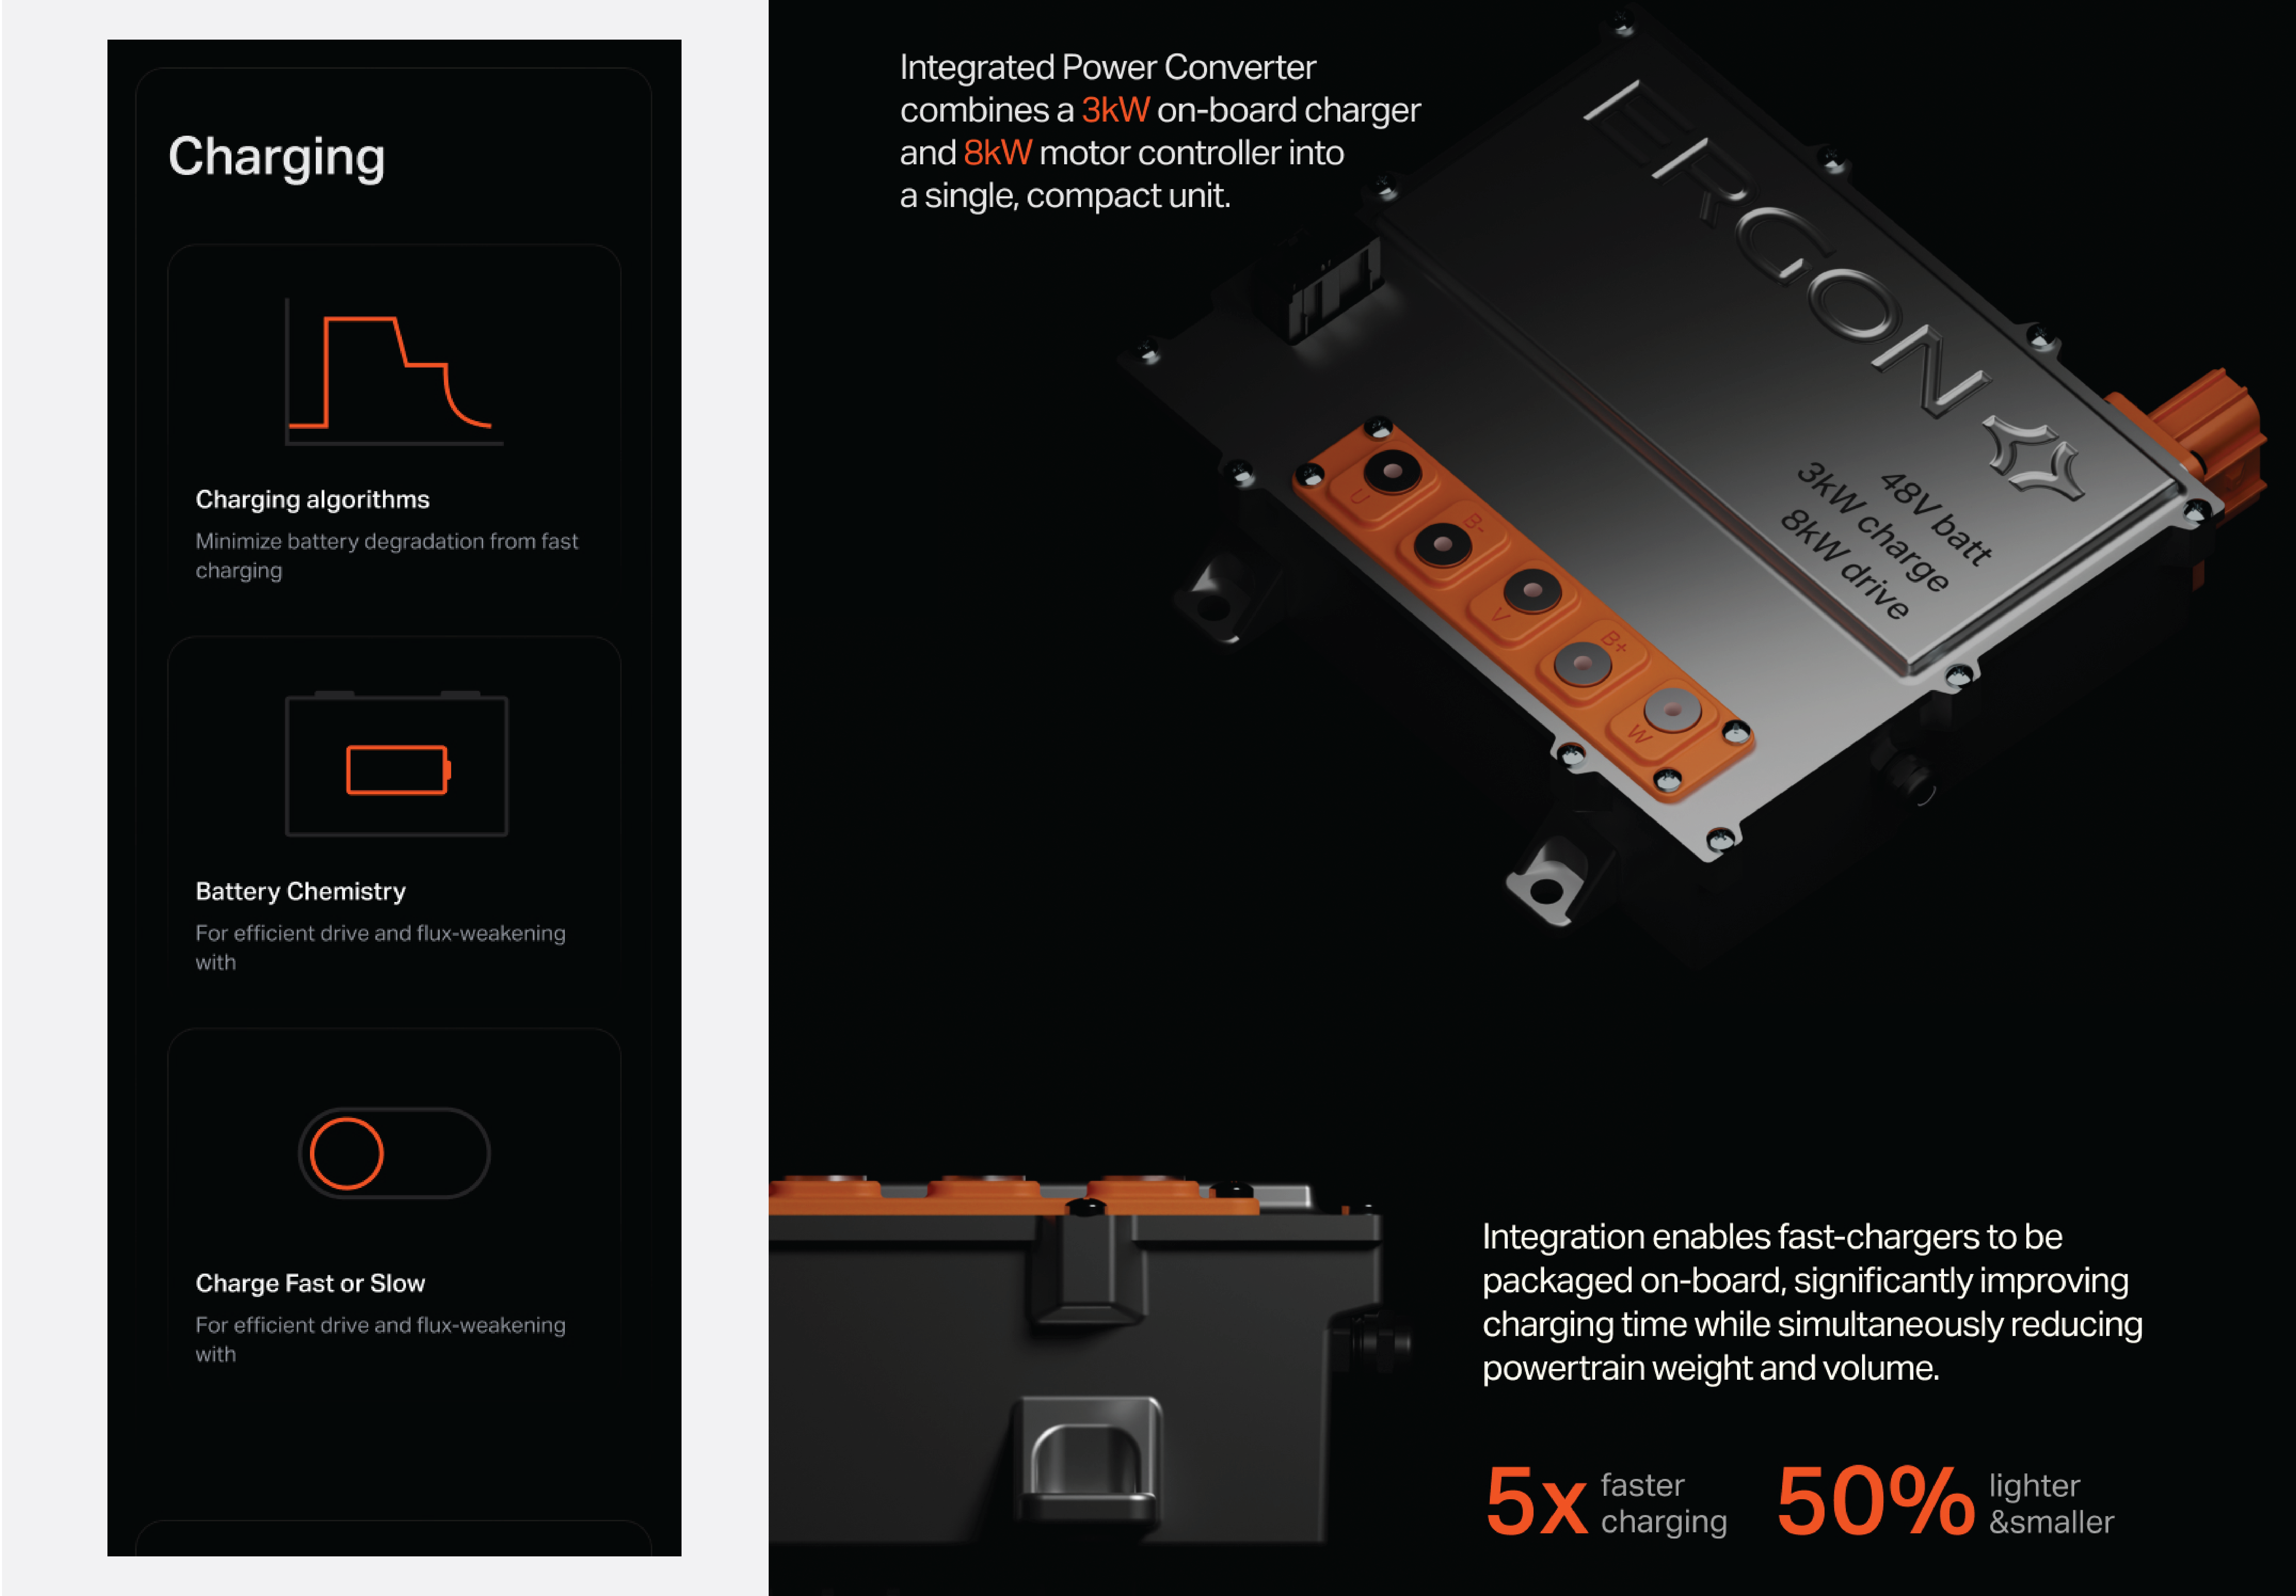 Charging
Charging algorithms
Minimize battery degradation from fast
charging
Battery Chemistry
For efficient drive and flux-weakening
with
Charge Fast or Slow
For efficient drive and flux-weakening
with
Integrated Power Converter
combines a 3kW on-board charger
and 8kW motor controller into
a single, compact unit.
ERGON
48V batt
3kW charge
8kW drive
U
B-
V
B+
W
Integration enables fast-chargers to be
packaged on-board, significantly improving
charging time while simultaneously reducing
powertrain weight and volume.
5x faster
charging
50% lighter
&smaller